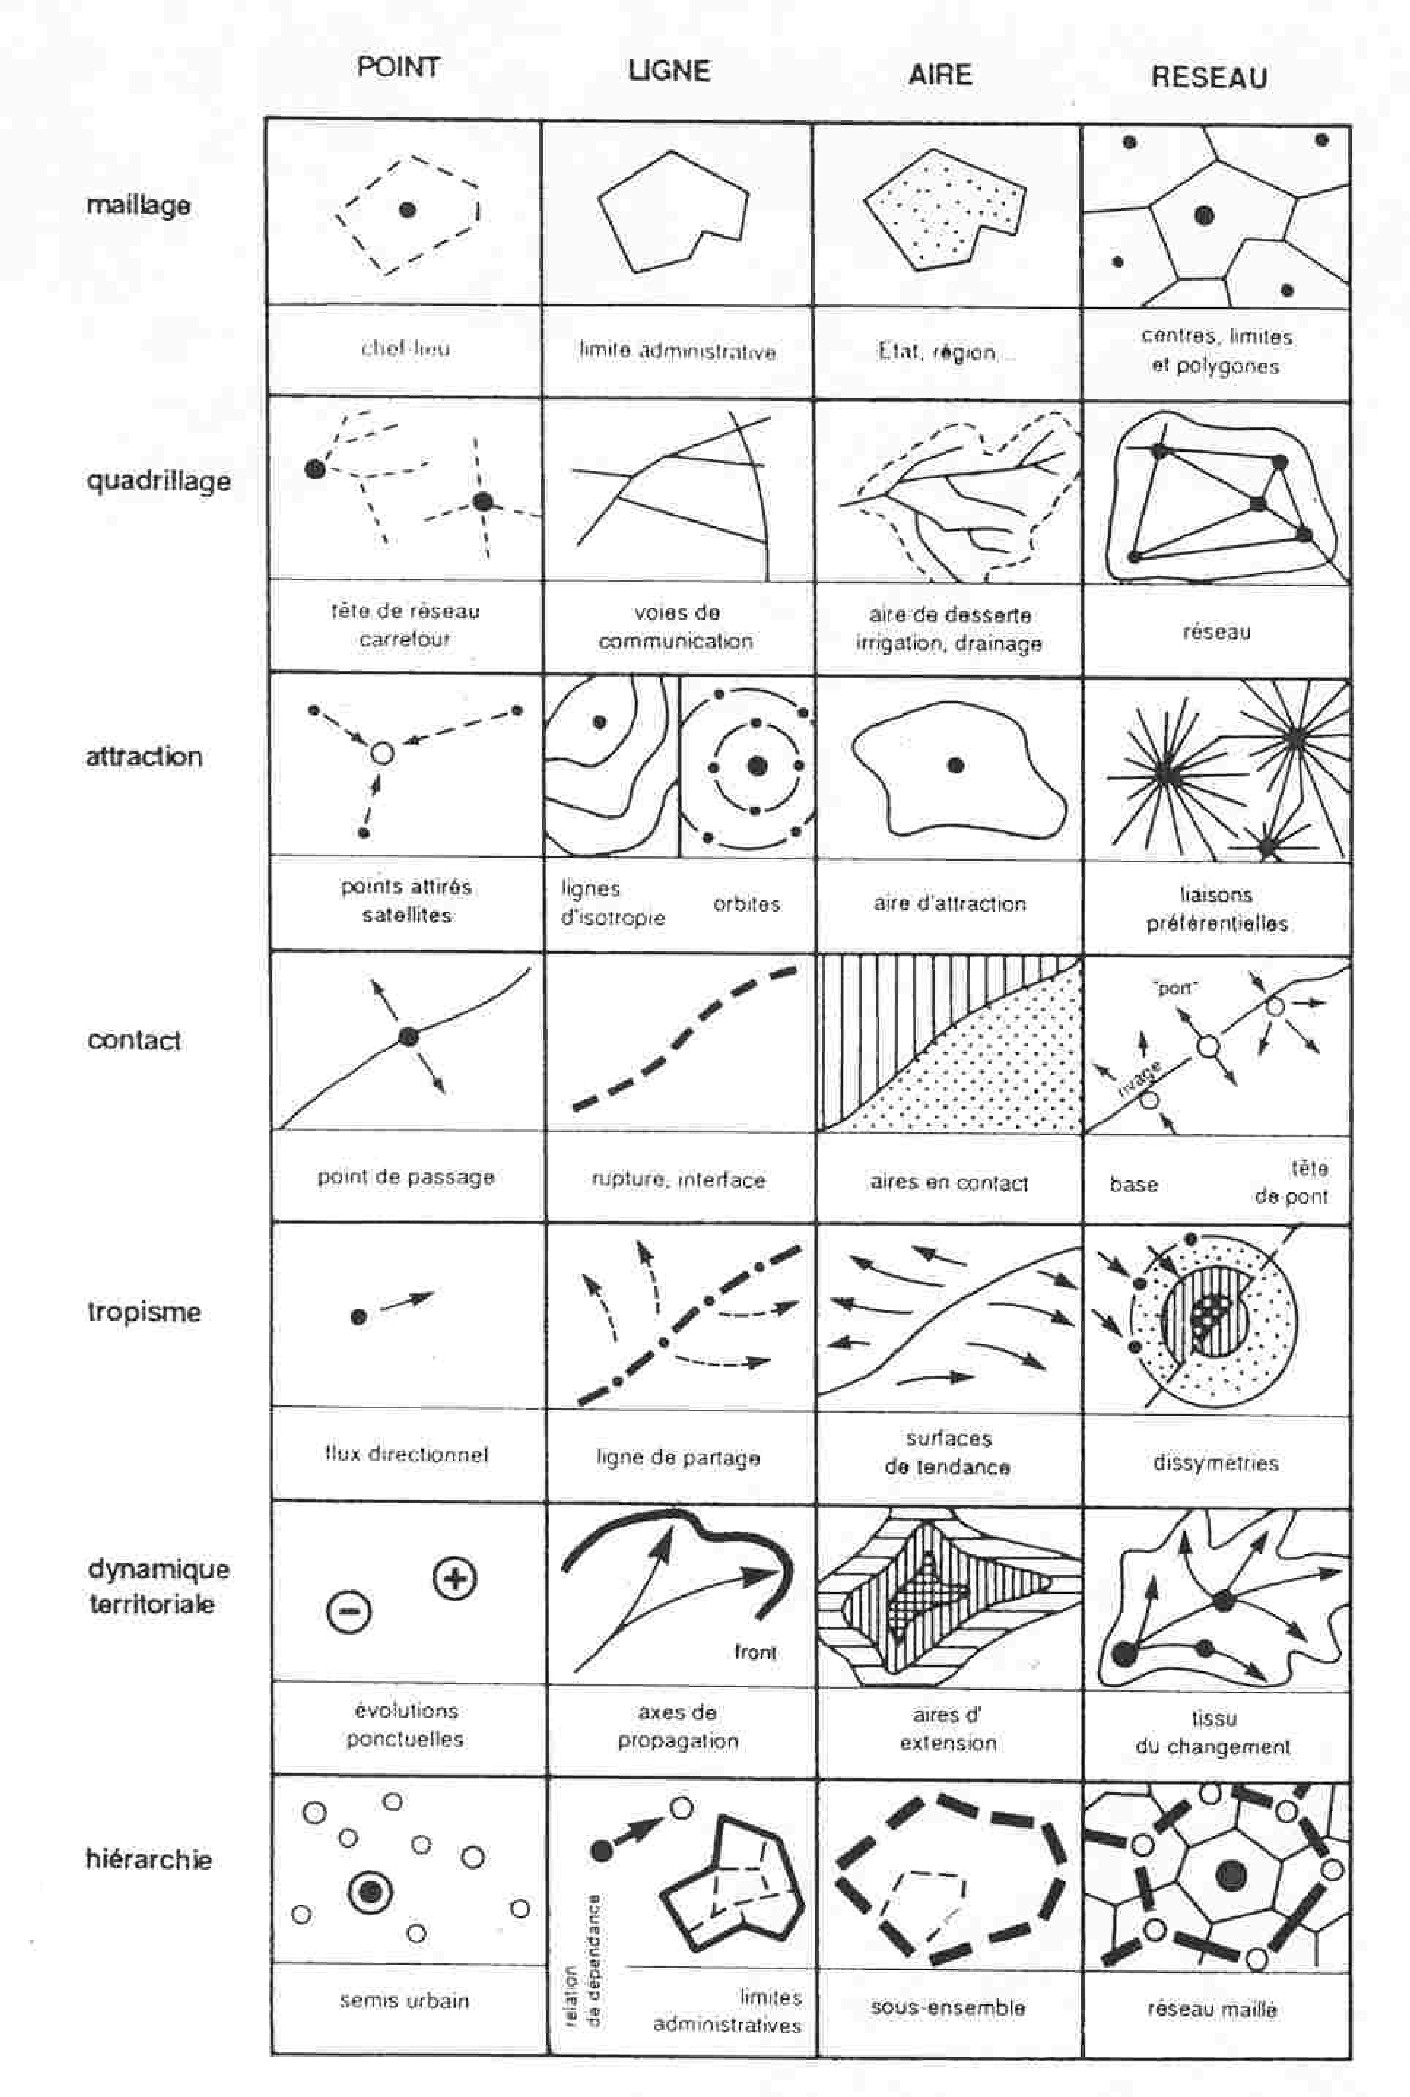 POINT LIGNE AIRE RESEAU
maillage
chef-lieu limite administrative Etat, région, ... centres, limites
et polygones
quadrillage
tête de réseau voies de aire de desserte réseau
carrefour communication irrigation, drainage
attraction
points attirés lignes orbites aire d'attraction liaisons
satellites d'isotropie préférentielles
"port"
contact
rivage
point de passage rupture, interface aires en contact base tête
de pont
tropisme
flux directionnel ligne de partage surfaces dissymétries
de tendance
dynamique
territoriale
front
évolutions axes de aires d' tissu
ponctuelles propagation extension du changement
hiérarchie
relation
de dépendance
semis urbain limites sous-ensemble réseau maillé
administratives